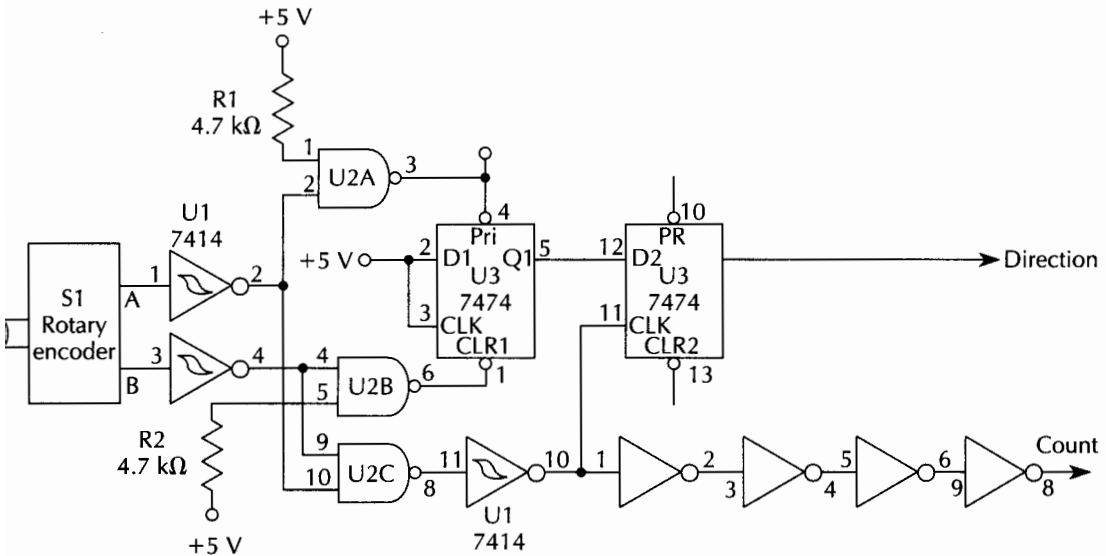 +5 V
R1
4.7 kΩ
1
2
U2A
3
U1
7414
4
Pri
2
D1
Q1
5
U3
7474
+5 V
3
CLK
CLR1
1
10
PR
12
D2
U3
7474
11
CLK
CLR2
13
Direction
S1
Rotary
encoder
1
A
2
3
B
4
4
5
U2B
6
R2
4.7 kΩ
+5 V
9
10
U2C
8
11
10
U1
7414
1
2
3
4
5
6
9
8
Count